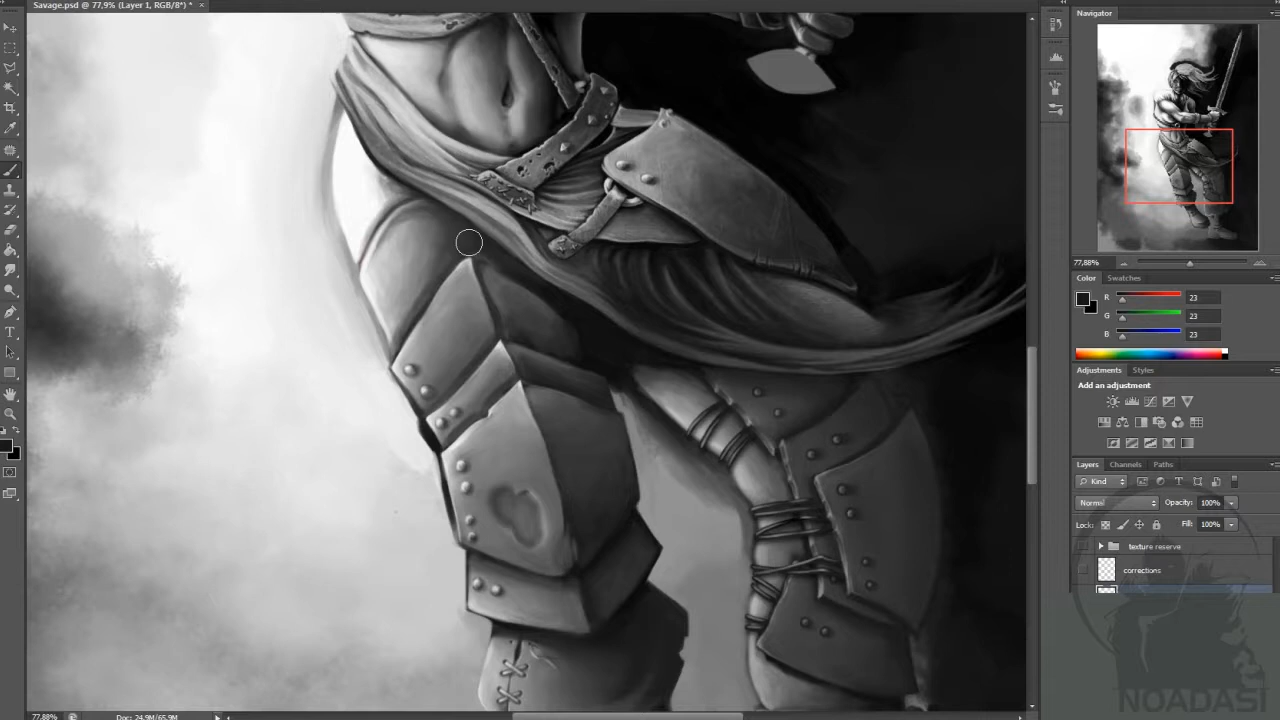 Savage.psd @ 77,9% (Layer 1, RGB/8*) * ×
Navigator
77,88%
Color Swatches
R 23
G 23
B 23
Adjustments Styles
Add an adjustment
Layers Channels Paths
Kind
Normal Opacity: 100%
Lock: Fill: 100%
texture reserve
corrections
NOADASI
77,88% Doc: 24,9M/65,9M